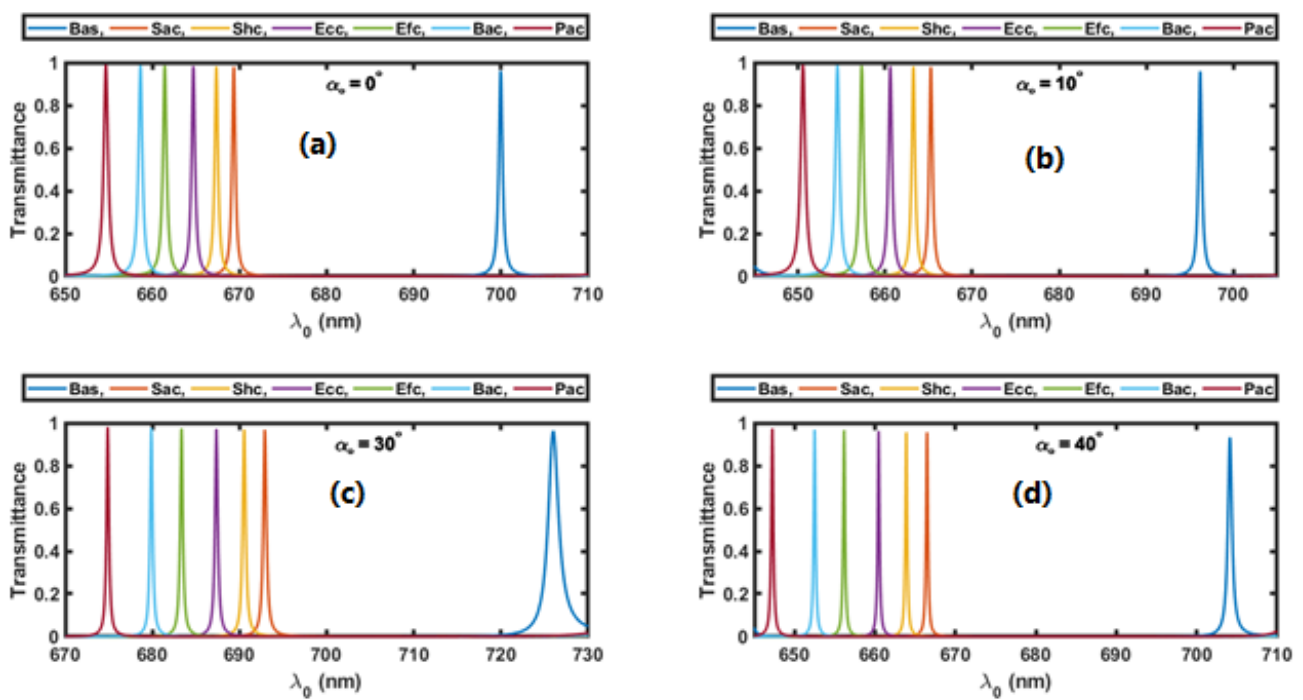 Bas, Sac, Shc, Ecc, Efc, Bac, Pac
Transmittance
1
0.8
0.6
0.4
0.2
0
αₒ = 0°
(a)
650 660 670 680 690 700 710
λ₀ (nm)
Bas, Sac, Shc, Ecc, Efc, Bac, Pac
Transmittance
1
0.8
0.6
0.4
0.2
0
αₒ = 10°
(b)
650 660 670 680 690 700
λ₀ (nm)
Bas, Sac, Shc, Ecc, Efc, Bac, Pac
Transmittance
1
0.8
0.6
0.4
0.2
0
αₒ = 30°
(c)
670 680 690 700 710 720 730
λ₀ (nm)
Bas, Sac, Shc, Ecc, Efc, Bac, Pac
Transmittance
1
0.8
0.6
0.4
0.2
0
αₒ = 40°
(d)
650 660 670 680 690 700 710
λ₀ (nm)